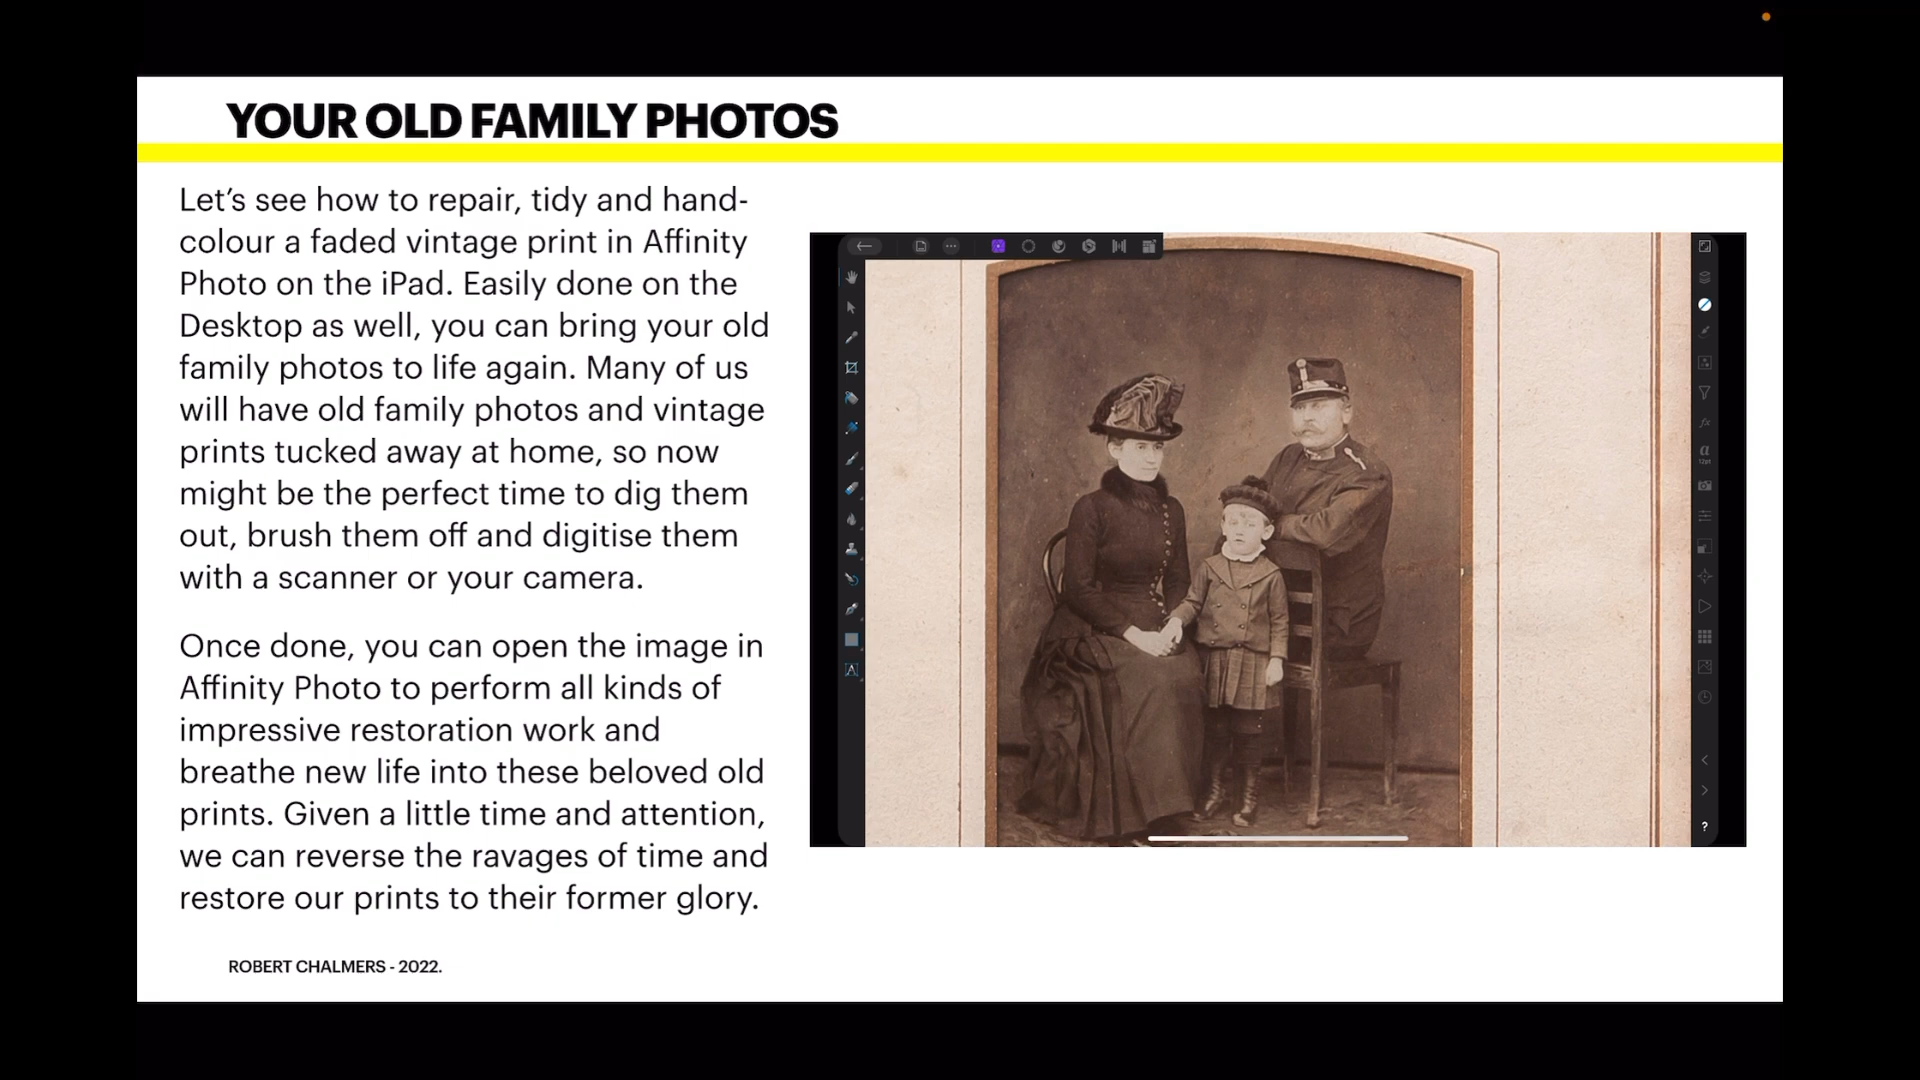 YOUR OLD FAMILY PHOTOS
Let’s see how to repair, tidy and hand-
colour a faded vintage print in Affinity
Photo on the iPad. Easily done on the
Desktop as well, you can bring your old
family photos to life again. Many of us
will have old family photos and vintage
prints tucked away at home, so now
might be the perfect time to dig them
out, brush them off and digitise them
with a scanner or your camera.
Once done, you can open the image in
Affinity Photo to perform all kinds of
impressive restoration work and
breathe new life into these beloved old
prints. Given a little time and attention,
we can reverse the ravages of time and
restore our prints to their former glory.
A
fx
a
12pt
?
ROBERT CHALMERS - 2022.